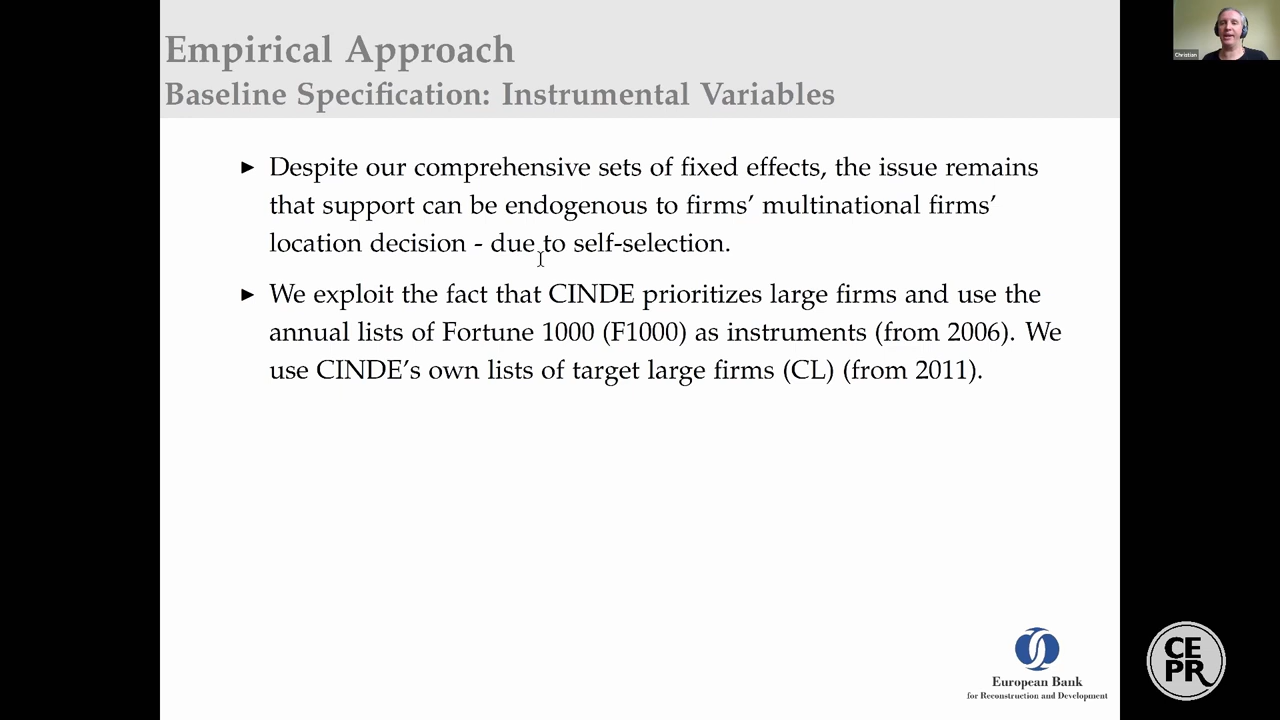 Empirical Approach
Baseline Specification: Instrumental Variables
Christian
► Despite our comprehensive sets of fixed effects, the issue remains
that support can be endogenous to firms’ multinational firms’
location decision - due to self-selection.
► We exploit the fact that CINDE prioritizes large firms and use the
annual lists of Fortune 1000 (F1000) as instruments (from 2006). We
use CINDE’s own lists of target large firms (CL) (from 2011).
European Bank
for Reconstruction and Development
CE
PR